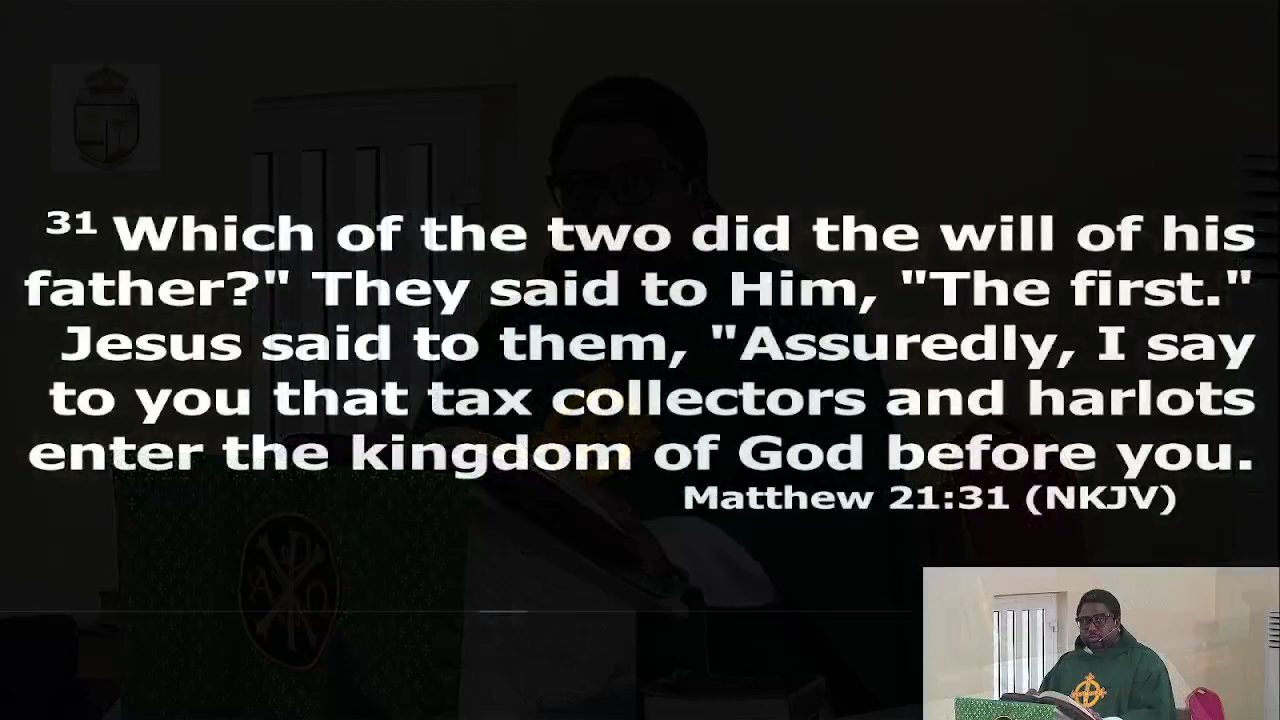 31 Which of the two did the will of his
father?" They said to Him, "The first."
Jesus said to them, "Assuredly, I say
to you that tax collectors and harlots
enter the kingdom of God before you.
Matthew 21:31 (NKJV)